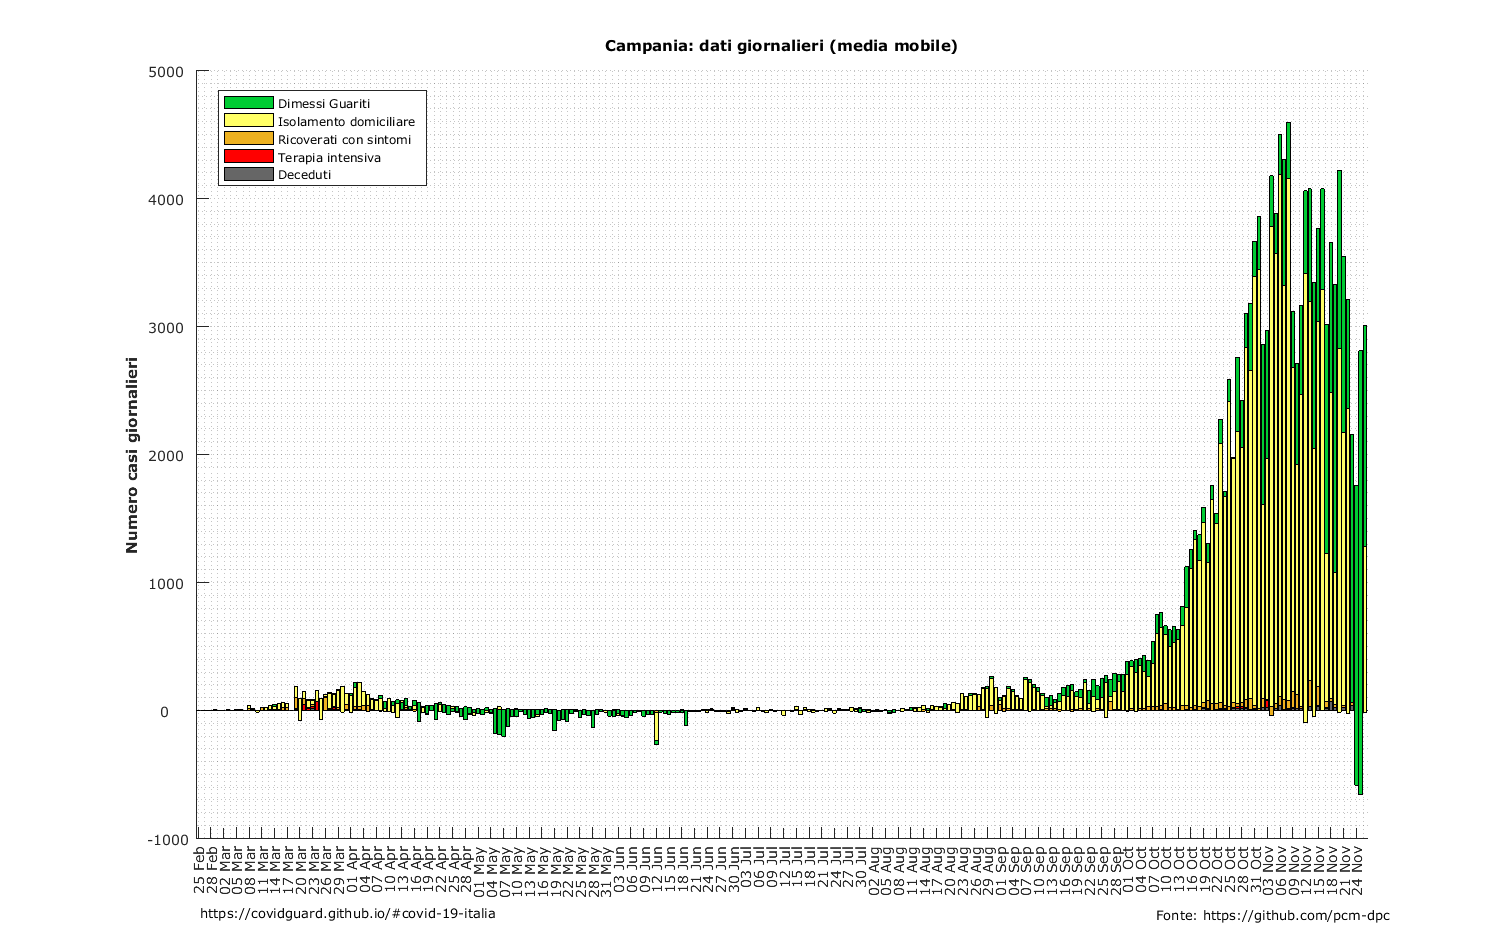 Campania: dati giornalieri (media mobile)
5000
4000
3000
2000
1000
0
-1000
Numero casi giornalieri
Dimessi Guariti
Isolamento domiciliare
Ricoverati con sintomi
Terapia intensiva
Deceduti
25 Feb
28 Feb
02 Mar
05 Mar
08 Mar
11 Mar
14 Mar
17 Mar
20 Mar
23 Mar
26 Mar
29 Mar
01 Apr
04 Apr
07 Apr
10 Apr
13 Apr
16 Apr
19 Apr
22 Apr
25 Apr
28 Apr
01 May
04 May
07 May
10 May
13 May
16 May
19 May
22 May
25 May
28 May
31 May
03 Jun
06 Jun
09 Jun
12 Jun
15 Jun
18 Jun
21 Jun
24 Jun
27 Jun
30 Jun
03 Jul
06 Jul
09 Jul
12 Jul
15 Jul
18 Jul
21 Jul
24 Jul
27 Jul
30 Jul
02 Aug
05 Aug
08 Aug
11 Aug
14 Aug
17 Aug
20 Aug
23 Aug
26 Aug
29 Aug
01 Sep
04 Sep
07 Sep
10 Sep
13 Sep
16 Sep
19 Sep
22 Sep
25 Sep
28 Sep
01 Oct
04 Oct
07 Oct
10 Oct
13 Oct
16 Oct
19 Oct
22 Oct
25 Oct
28 Oct
31 Oct
03 Nov
06 Nov
09 Nov
12 Nov
15 Nov
18 Nov
21 Nov
24 Nov
https://covidguard.github.io/#covid-19-italia
Fonte: https://github.com/pcm-dpc